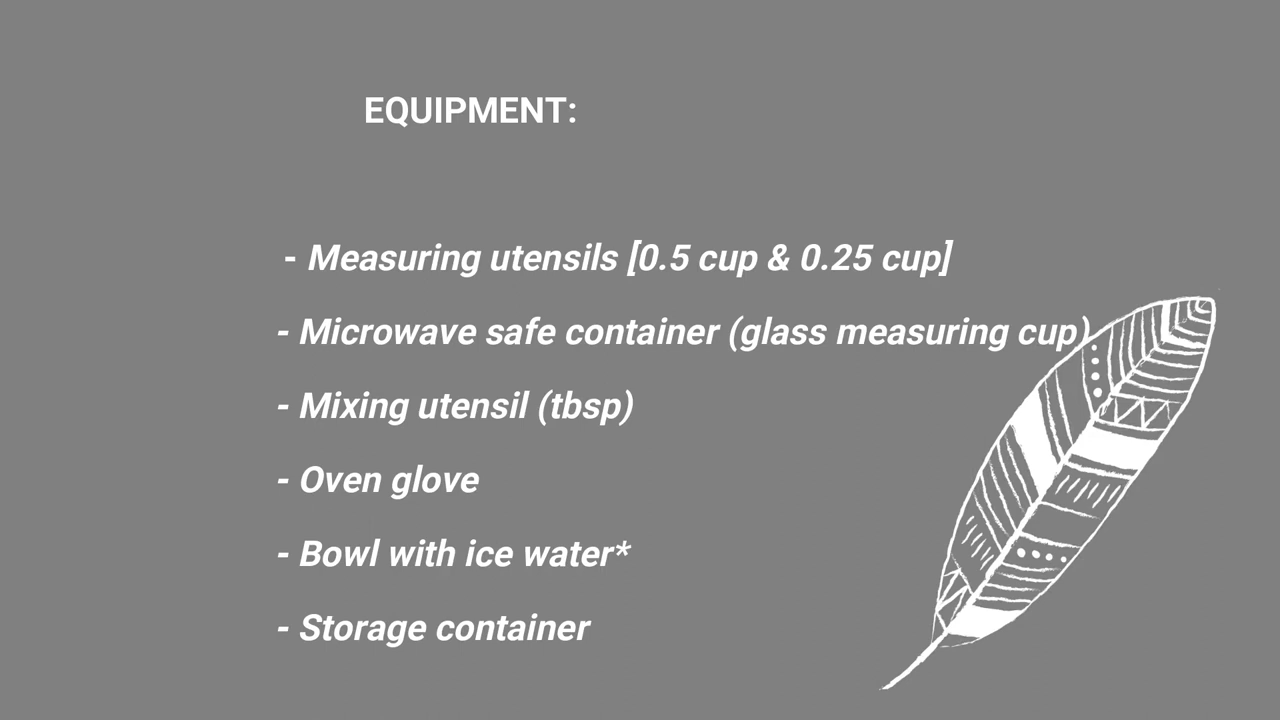 EQUIPMENT:
- Measuring utensils [0.5 cup & 0.25 cup]
- Microwave safe container (glass measuring cup)
- Mixing utensil (tbsp)
- Oven glove
- Bowl with ice water*
- Storage container